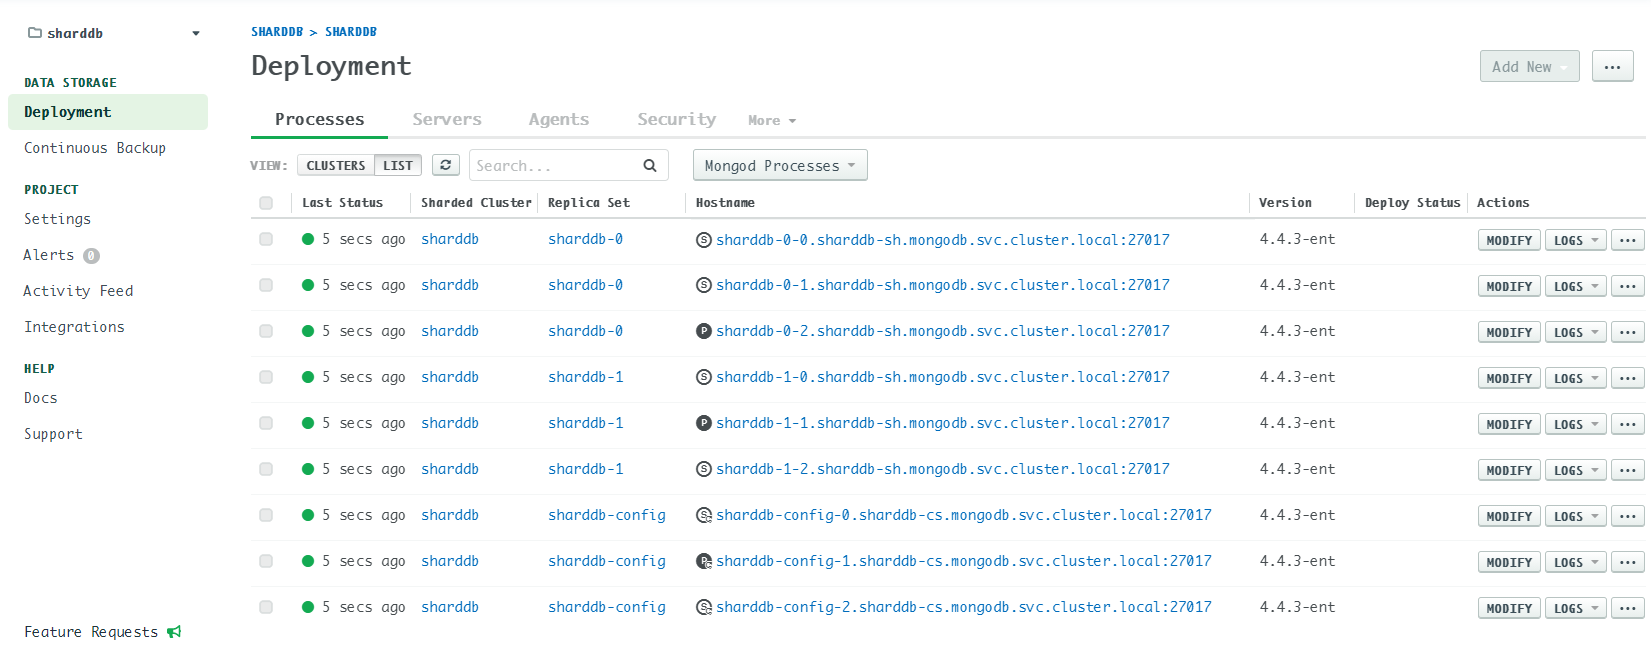 sharddb
DATA STORAGE
Deployment
Continuous Backup
PROJECT
Settings
Alerts 0
Activity Feed
Integrations
HELP
Docs
Support
Feature Requests
SHARDDB > SHARDDB
Deployment
Add New
...
Processes Servers Agents Security More
VIEW: CLUSTERS LIST Search... Mongod Processes
Last Status Sharded Cluster Replica Set Hostname Version Deploy Status Actions
5 secs ago sharddb sharddb-0 S sharddb-0-0.sharddb-sh.mongodb.svc.cluster.local:27017 4.4.3-ent MODIFY LOGS ...
5 secs ago sharddb sharddb-0 S sharddb-0-1.sharddb-sh.mongodb.svc.cluster.local:27017 4.4.3-ent MODIFY LOGS ...
5 secs ago sharddb sharddb-0 P sharddb-0-2.sharddb-sh.mongodb.svc.cluster.local:27017 4.4.3-ent MODIFY LOGS ...
5 secs ago sharddb sharddb-1 S sharddb-1-0.sharddb-sh.mongodb.svc.cluster.local:27017 4.4.3-ent MODIFY LOGS ...
5 secs ago sharddb sharddb-1 P sharddb-1-1.sharddb-sh.mongodb.svc.cluster.local:27017 4.4.3-ent MODIFY LOGS ...
5 secs ago sharddb sharddb-1 S sharddb-1-2.sharddb-sh.mongodb.svc.cluster.local:27017 4.4.3-ent MODIFY LOGS ...
5 secs ago sharddb sharddb-config S sharddb-config-0.sharddb-cs.mongodb.svc.cluster.local:27017 4.4.3-ent MODIFY LOGS ...
5 secs ago sharddb sharddb-config P sharddb-config-1.sharddb-cs.mongodb.svc.cluster.local:27017 4.4.3-ent MODIFY LOGS ...
5 secs ago sharddb sharddb-config S sharddb-config-2.sharddb-cs.mongodb.svc.cluster.local:27017 4.4.3-ent MODIFY LOGS ...